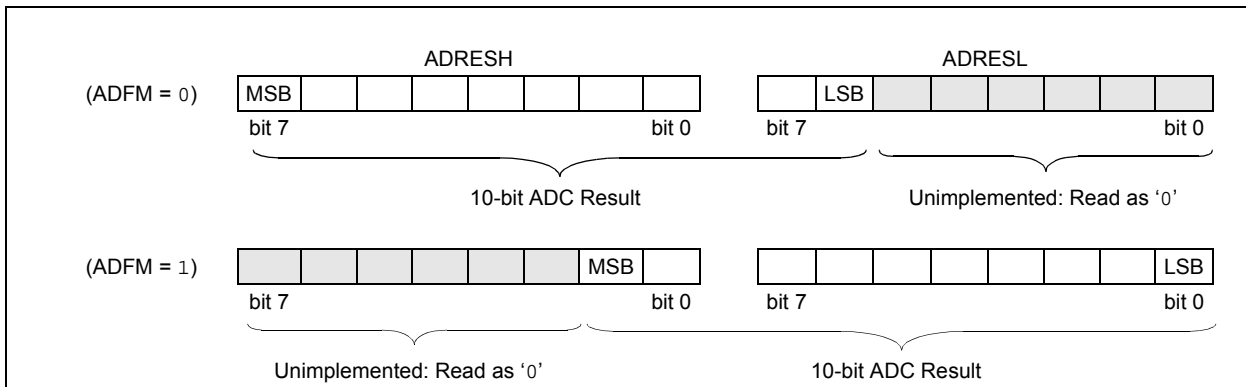 ADRESH ADRESL
(ADFM = 0) MSB LSB
bit 7 bit 0 bit 7 bit 0
10-bit ADC Result Unimplemented: Read as ‘0’
(ADFM = 1) MSB LSB
bit 7 bit 0 bit 7 bit 0
Unimplemented: Read as ‘0’ 10-bit ADC Result